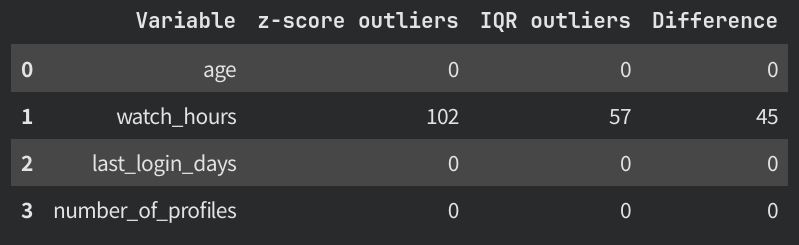 Variable z-score outliers IQR outliers Difference
0 age 0 0 0
1 watch_hours 102 57 45
2 last_login_days 0 0 0
3 number_of_profiles 0 0 0